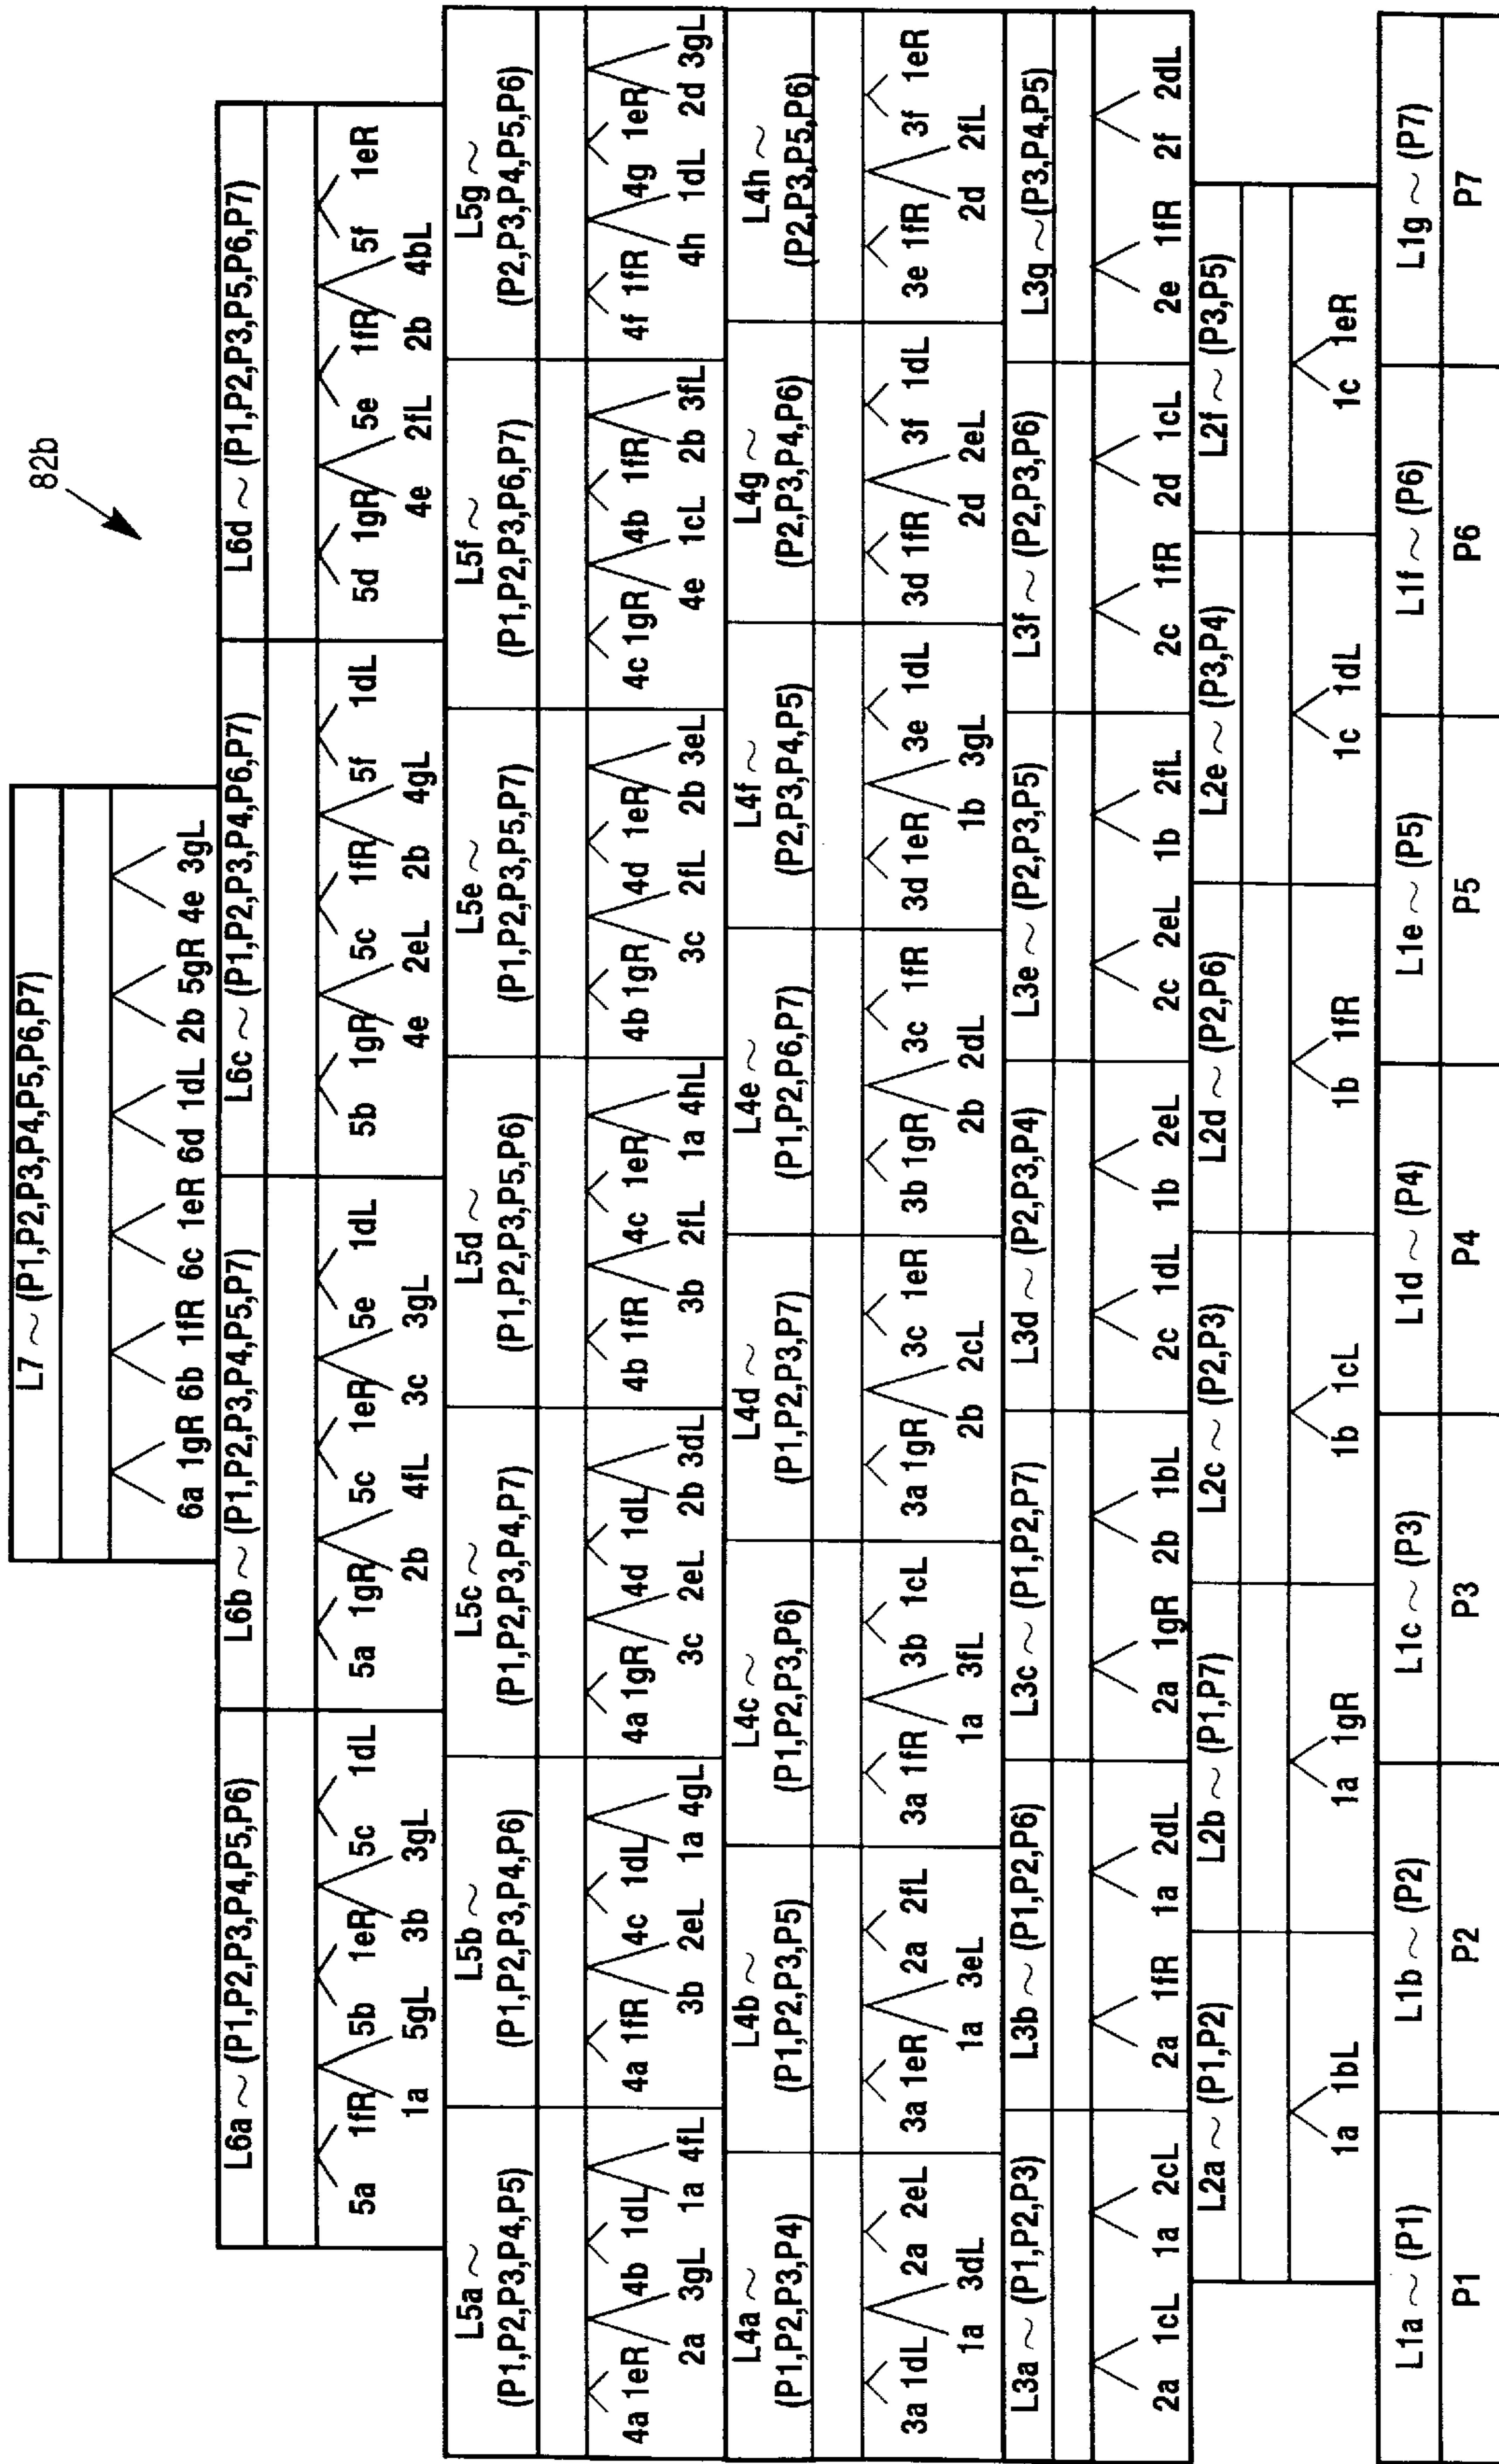 82b
L7 ~ (P1,P2,P3,P4,P5,P6,P7)
6a 1gR 6b 1fR 6c 1eR 6d 1dL 2b 5gR 4e 3gL
L6a ~ (P1,P2,P3,P4,P5,P6) L6b ~ (P1,P2,P3,P4,P5,P7) L6c ~ (P1,P2,P3,P4,P6,P7) L6d ~ (P1,P2,P3,P5,P6,P7)
5a 1fR 5b 1eR 5c 1dL 5a 1gR 5c 1eR 5e 1dL 5b 1gR 5c 1fR 5f 1dL 5d 1gR 5e 1fR 5f 1eR
1a 5gL 3b 3gL 2b 4fL 3c 3gL 4e 2eL 2b 4gL 4e 2fL 2b 4bL
L5a ~ L5b ~ L5c ~ L5d ~ L5e ~ L5f ~ L5g ~
(P1,P2,P3,P4,P5) (P1,P2,P3,P4,P6) (P1,P2,P3,P4,P7) (P1,P2,P3,P5,P6) (P1,P2,P3,P5,P7) (P1,P2,P3,P6,P7) (P2,P3,P4,P5,P6)
4a 1eR 4b 1dL 4a 1fR 4c 1dL 4a 1gR 4d 1dL 4b 1fR 4c 1eR 4b 1gR 4d 1eR 4c 1gR 4b 1fR 4f 1fR 4g 1eR
2a 3gL 1a 4fL 3b 2eL 1a 4gL 3c 2eL 2b 3dL 3b 2fL 1a 4hL 3c 2fL 2b 3eL 4e 1cL 2b 3fL 4h 1dL 2d 3gL
L4a ~ L4b ~ L4c ~ L4d ~ L4e ~ L4f ~ L4g ~ L4h ~
(P1,P2,P3,P4) (P1,P2,P3,P5) (P1,P2,P3,P6) (P1,P2,P3,P7) (P1,P2,P6,P7) (P2,P3,P4,P5) (P2,P3,P4,P6) (P2,P3,P5,P6)
3a 1dL 2a 2eL 3a 1eR 2a 2fL 3a 1fR 3b 1cL 3a 1gR 3c 1eR 3b 1gR 3c 1fR 3d 1eR 3e 1dL 3d 1fR 3f 1dL 3e 1fR 3f 1eR
1a 3dL 1a 3eL 1a 3fL 2b 2cL 2b 2dL 1b 3gL 2d 2eL 2d 2fL
L3a ~ (P1,P2,P3) L3b ~ (P1,P2,P6) L3c ~ (P1,P2,P7) L3d ~ (P2,P3,P4) L3e ~ (P2,P3,P5) L3f ~ (P2,P3,P6) L3g ~ (P3,P4,P5)
2a 1cL 1a 2cL 2a 1fR 1a 2dL 2a 1gR 2b 1bL 2c 1dL 1b 2eL 2c 2eL 1b 2fL 2c 1fR 2d 1cL 2e 1fR 2f 2dL
L2a ~ (P1,P2) L2b ~ (P1,P7) L2c ~ (P2,P3) L2d ~ (P2,P6) L2e ~ (P3,P4) L2f ~ (P3,P5)
1a 1bL 1a 1gR 1b 1cL 1b 1fR 1c 1dL 1c 1eR
L1a ~ (P1) L1b ~ (P2) L1c ~ (P3) L1d ~ (P4) L1e ~ (P5) L1f ~ (P6) L1g ~ (P7)
P1 P2 P3 P4 P5 P6 P7